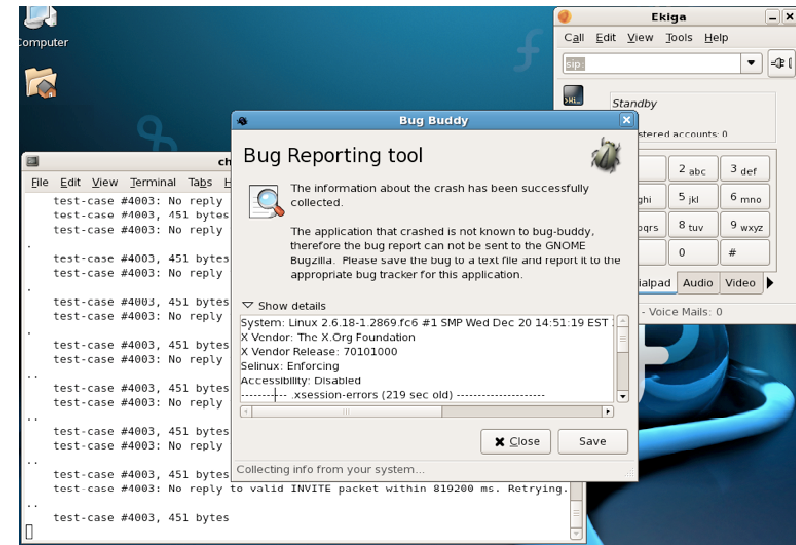 Computer
Ekiga
Call Edit View Tools Help
sip:
Standby
stered accounts: 0
2 abc 3 def
ghi 5 jkl 6 mno
pqrs 8 tuv 9 wxyz
0 #
ialpad Audio Video
- Voice Mails: 0
Bug Buddy
Bug Reporting tool
The information about the crash has been successfully
collected.
The application that crashed is not known to bug-buddy,
therefore the bug report can not be sent to the GNOME
Bugzilla. Please save the bug to a text file and report it to the
appropriate bug tracker for this application.
Show details
System: Linux 2.6.18-1.2869.fc6 #1 SMP Wed Dec 20 14:51:19 EST
X Vendor: The X.Org Foundation
X Vendor Release: 70101000
Selinux: Enforcing
Accessibility: Disabled
----------- .xsession-errors (219 sec old) ---------------------
Close Save
Collecting info from your system...
ch
File Edit View Terminal Tabs H
test-case #4003: No reply
test-case #4003, 451 bytes
test-case #4003: No reply
.
test-case #4003, 451 bytes
test-case #4003: No reply
.
test-case #4003, 451 bytes
test-case #4003: No reply
.
test-case #4003, 451 bytes
test-case #4003: No reply
..
test-case #4003, 451 bytes
test-case #4003: No reply
..
test-case #4003, 451 bytes
test-case #4003: No reply
..
test-case #4003, 451 bytes
test-case #4003: No reply to valid INVITE packet within 819200 ms. Retrying.
..
test-case #4003, 451 bytes